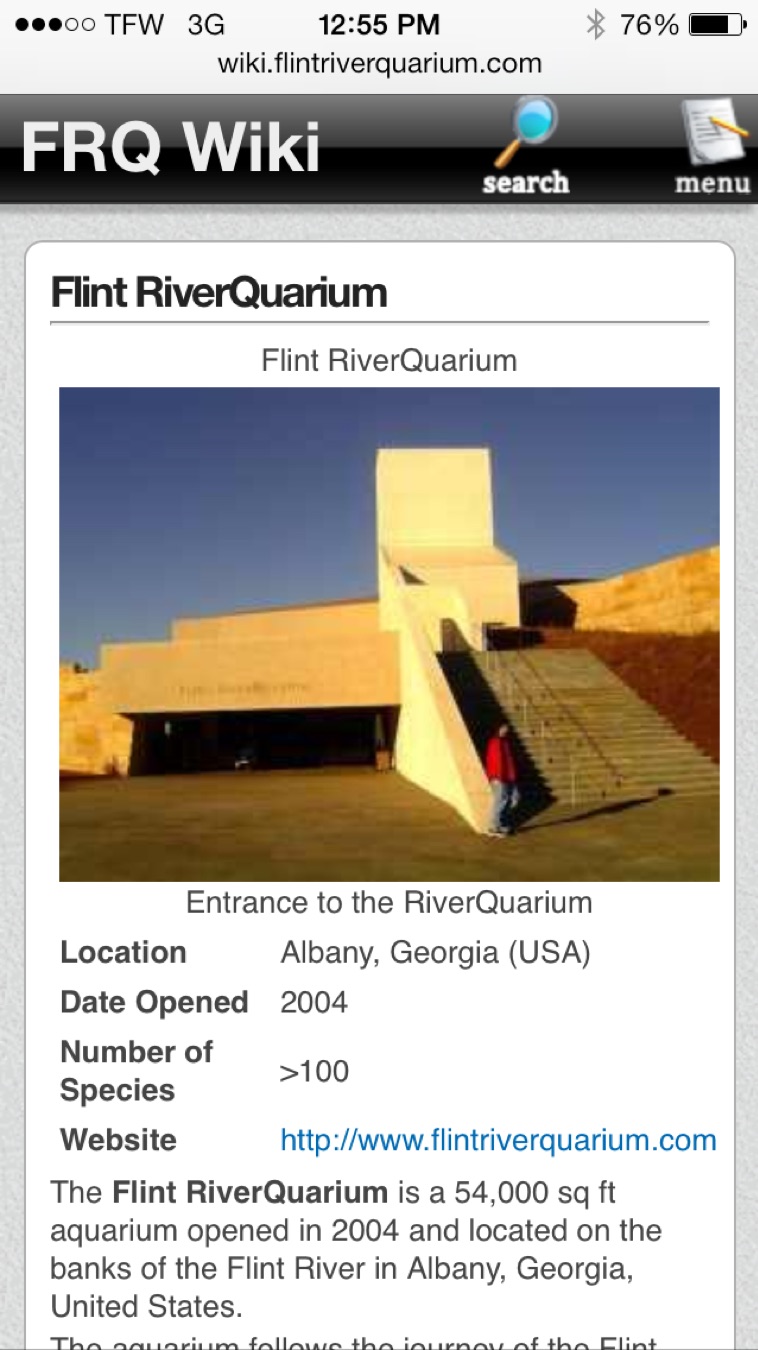 TFW 3G 12:55 PM 76%
wiki.flintriverquarium.com
FRQ Wiki search menu
Flint RiverQuarium
Flint RiverQuarium
Entrance to the RiverQuarium
Location Albany, Georgia (USA)
Date Opened 2004
Number of
Species >100
Website http://www.flintriverquarium.com
The Flint RiverQuarium is a 54,000 sq ft
aquarium opened in 2004 and located on the
banks of the Flint River in Albany, Georgia,
United States.
The aquarium follows the journey of the Flint